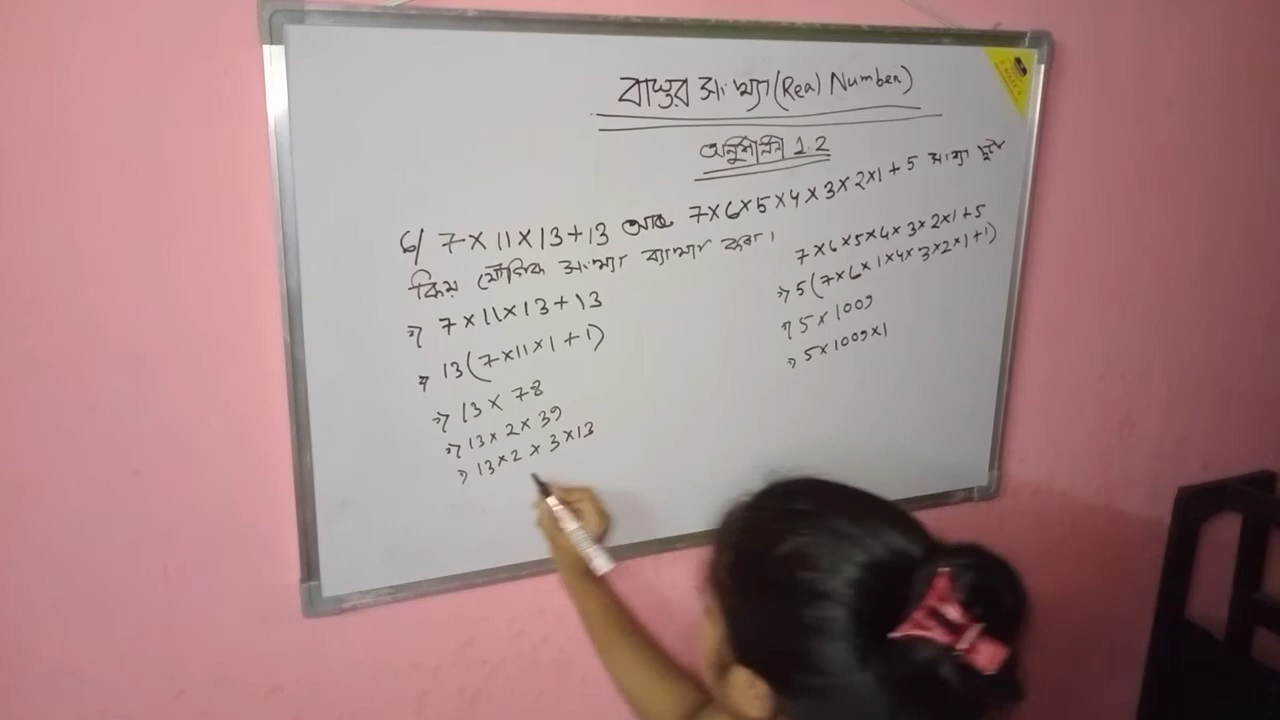 বাস্তব সংখ্যা (Real Number)
অনুশীলনী 1.2
6/ 7×11×13+13 আৰু 7×6×5×4×3×2×1+5 সংখ্যা দুটা
কিয় যৌগিক সংখ্যা ব্যাখ্যা কৰা।
⇒ 7×11×13+13
⇒ 13(7×11×1+1)
⇒ 13×78
⇒ 13×2×39
⇒ 13×2×3×13
7×6×5×4×3×2×1+5
⇒ 5(7×6×1×4×3×2×1+1)
⇒ 5×1009
⇒ 5×1009×1